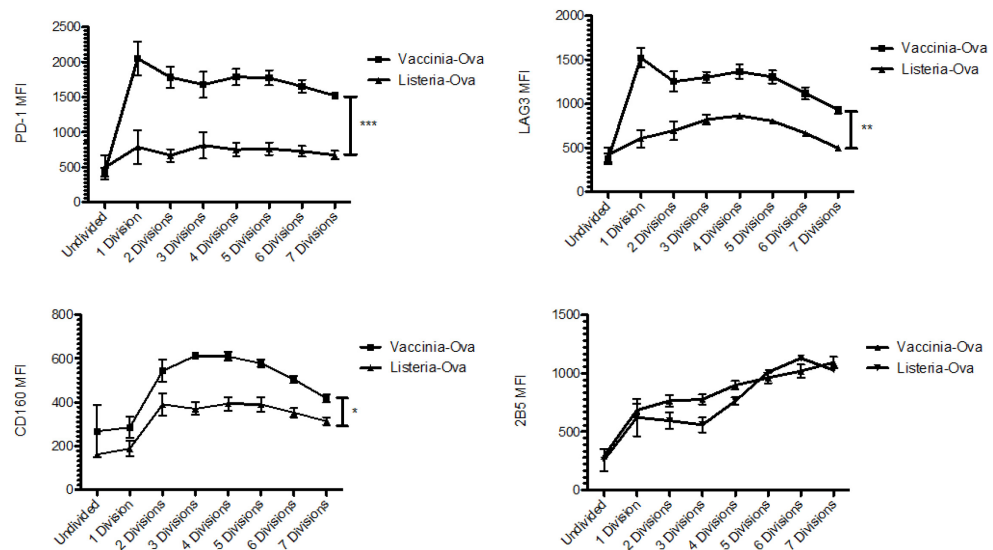 PD-1 MFI
2500
2000
1500
1000
500
0
Undivided
1 Division
2 Divisions
3 Divisions
4 Divisions
5 Divisions
6 Divisions
7 Divisions
Vaccinia-Ova
Listeria-Ova
***
LAG3 MFI
2000
1500
1000
500
0
Undivided
1 Division
2 Divisions
3 Divisions
4 Divisions
5 Divisions
6 Divisions
7 Divisions
Vaccinia-Ova
Listeria-Ova
**
CD160 MFI
800
600
400
200
0
Undivided
1 Division
2 Divisions
3 Divisions
4 Divisions
5 Divisions
6 Divisions
7 Divisions
Vaccinia-Ova
Listeria-Ova
*
2B5 MFI
1500
1000
500
0
Undivided
1 Division
2 Divisions
3 Divisions
4 Divisions
5 Divisions
6 Divisions
7 Divisions
Vaccinia-Ova
Listeria-Ova